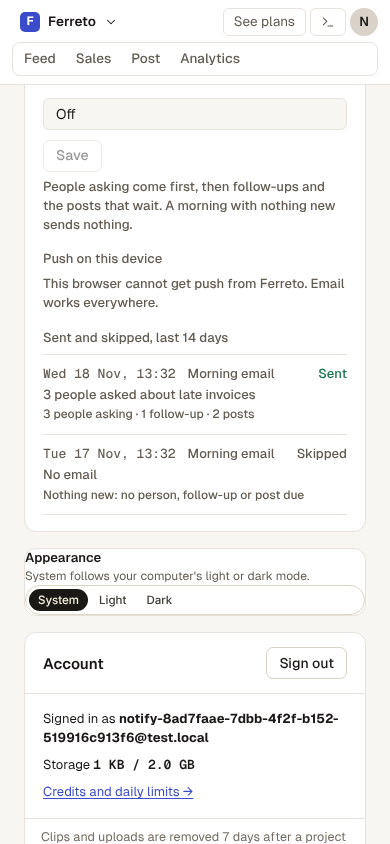 F Ferreto See plans >_ N
Feed Sales Post Analytics
Off
Save
People asking come first, then follow-ups and
the posts that wait. A morning with nothing new
sends nothing.
Push on this device
This browser cannot get push from Ferreto. Email
works everywhere.
Sent and skipped, last 14 days
Wed 18 Nov, 13:32 Morning email Sent
3 people asked about late invoices
3 people asking · 1 follow-up · 2 posts
Tue 17 Nov, 13:32 Morning email Skipped
No email
Nothing new: no person, follow-up or post due
Appearance
System follows your computer's light or dark mode.
System Light Dark
Account Sign out
Signed in as notify-8ad7faae-7dbb-4f2f-b152-
519916c913f6@test.local
Storage 1 KB / 2.0 GB
Credits and daily limits →
Clips and uploads are removed 7 days after a project